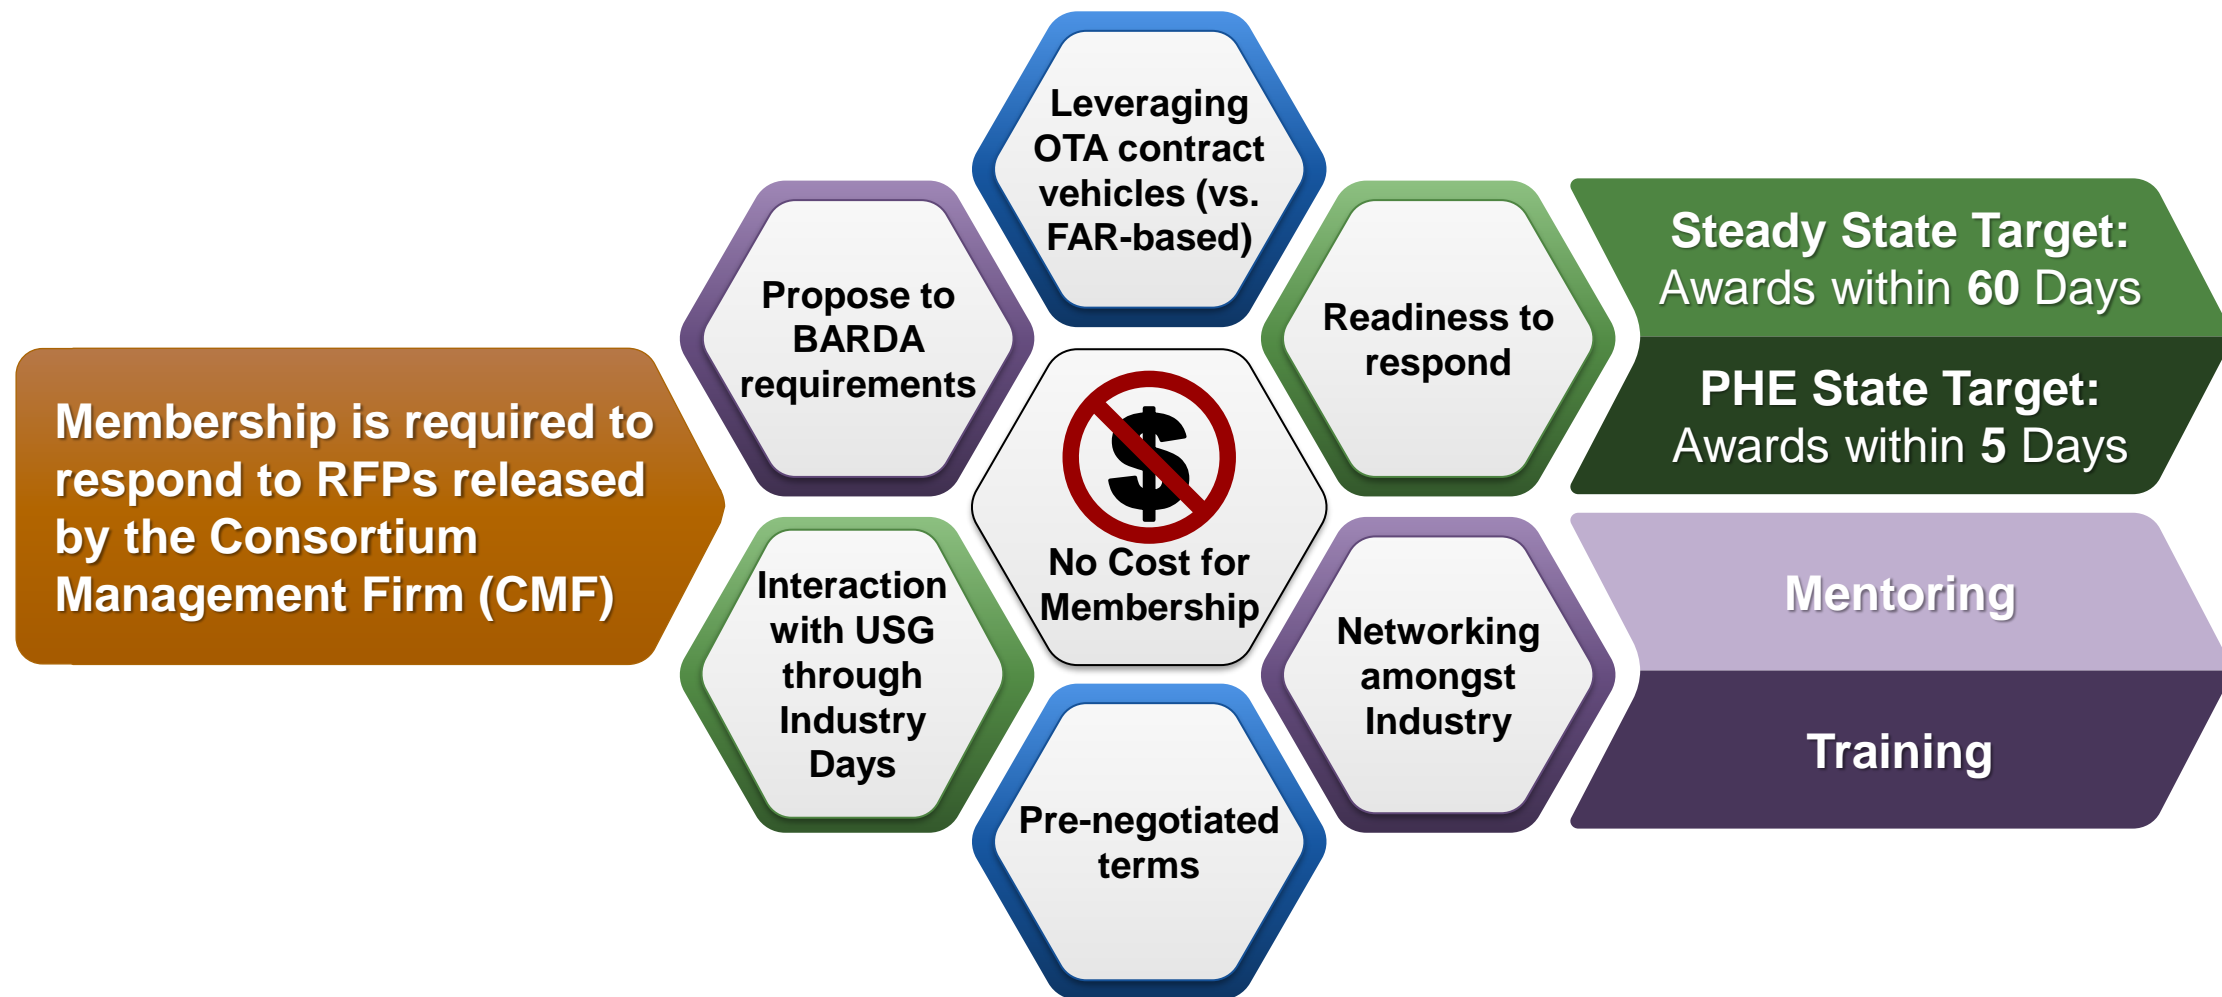 Membership is required to
respond to RFPs released
by the Consortium
Management Firm (CMF)
Propose to
BARDA
requirements
Interaction
with USG
through
Industry
Days
Leveraging
OTA contract
vehicles (vs.
FAR-based)
$
No Cost for
Membership
Pre-negotiated
terms
Readiness to
respond
Networking
amongst
Industry
Steady State Target:
Awards within 60 Days
PHE State Target:
Awards within 5 Days
Mentoring
Training